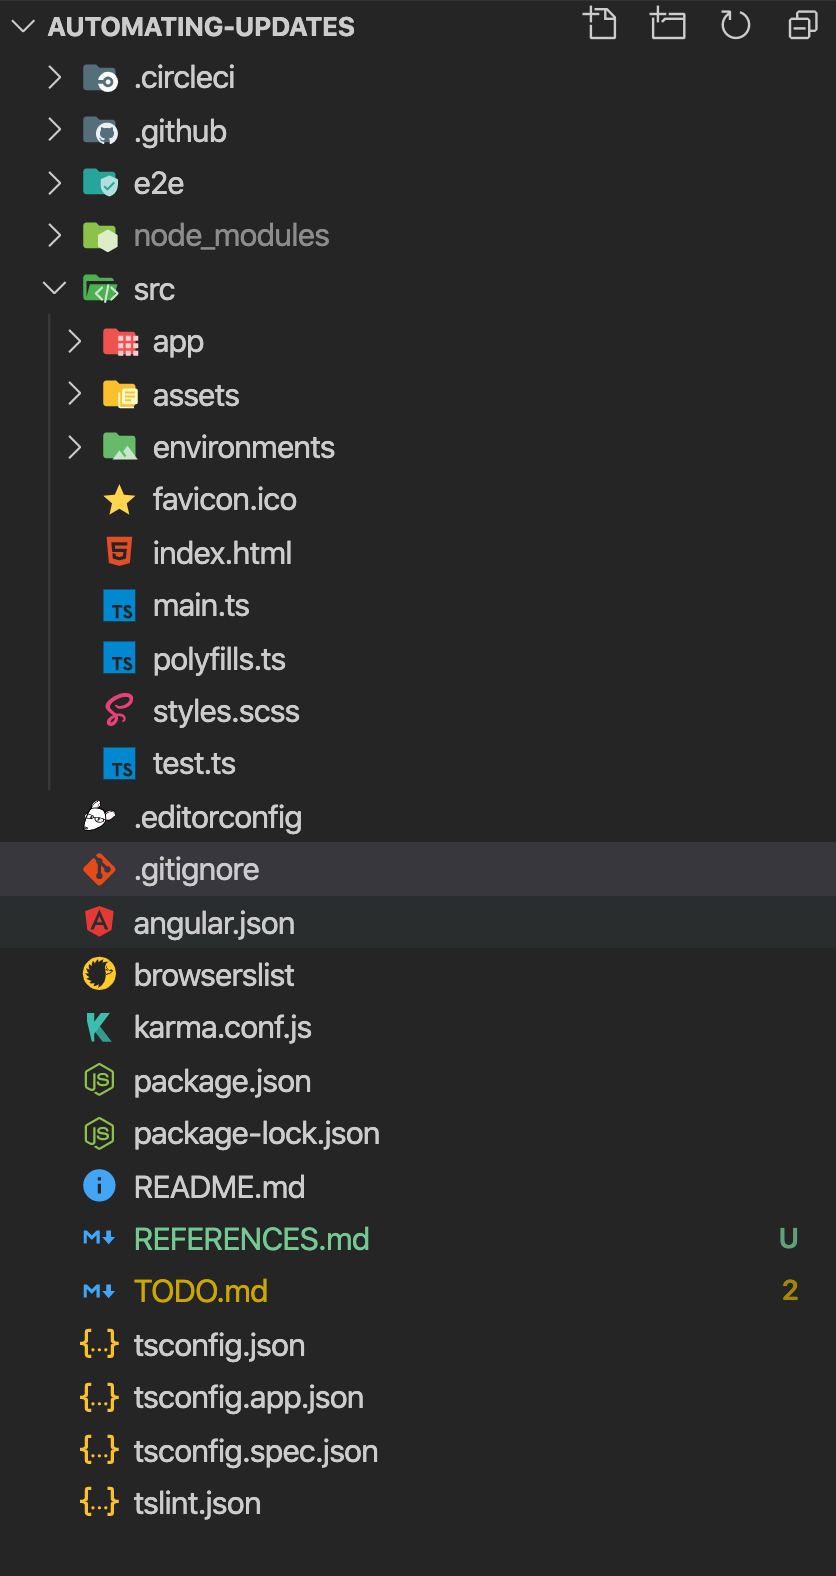 AUTOMATING-UPDATES
.circleci
.github
e2e
node_modules
src
app
assets
environments
favicon.ico
index.html
TS main.ts
TS polyfills.ts
styles.scss
TS test.ts
.editorconfig
.gitignore
angular.json
browserslist
karma.conf.js
JS package.json
JS package-lock.json
README.md
M REFERENCES.md U
M TODO.md 2
{...} tsconfig.json
{...} tsconfig.app.json
{...} tsconfig.spec.json
{...} tslint.json